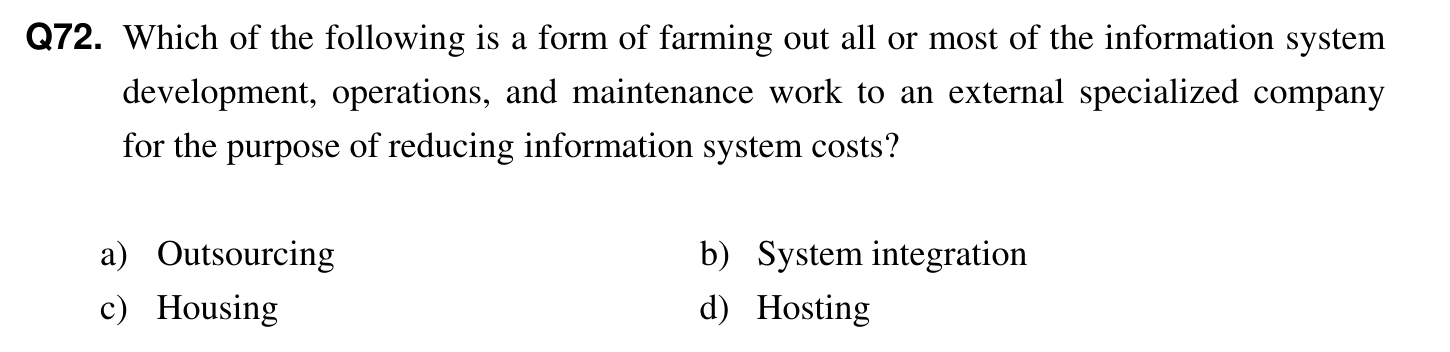 Q72. Which of the following is a form of farming out all or most of the information system
development, operations, and maintenance work to an external specialized company
for the purpose of reducing information system costs?
a) Outsourcing b) System integration
c) Housing d) Hosting